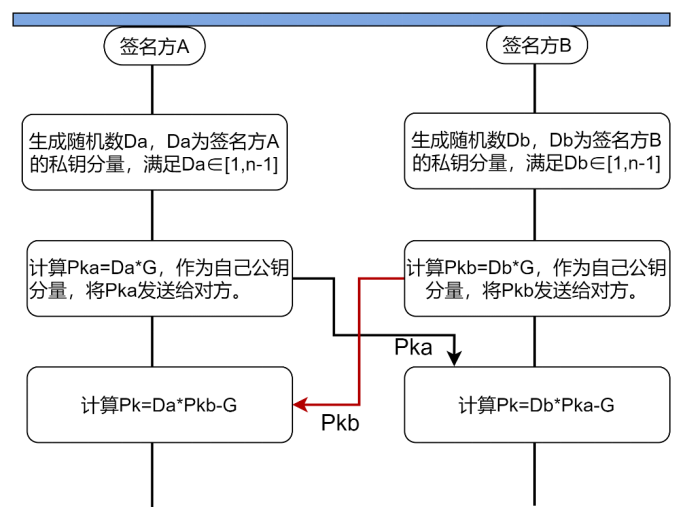 签名方A
签名方B
生成随机数Da，Da为签名方A
的私钥分量，满足Da∈[1,n-1]
生成随机数Db，Db为签名方B
的私钥分量，满足Db∈[1,n-1]
计算Pka=Da*G，作为自己公钥
分量，将Pka发送给对方。
计算Pkb=Db*G，作为自己公钥
分量，将Pkb发送给对方。
Pka
计算Pk=Da*Pkb-G
计算Pk=Db*Pka-G
Pkb